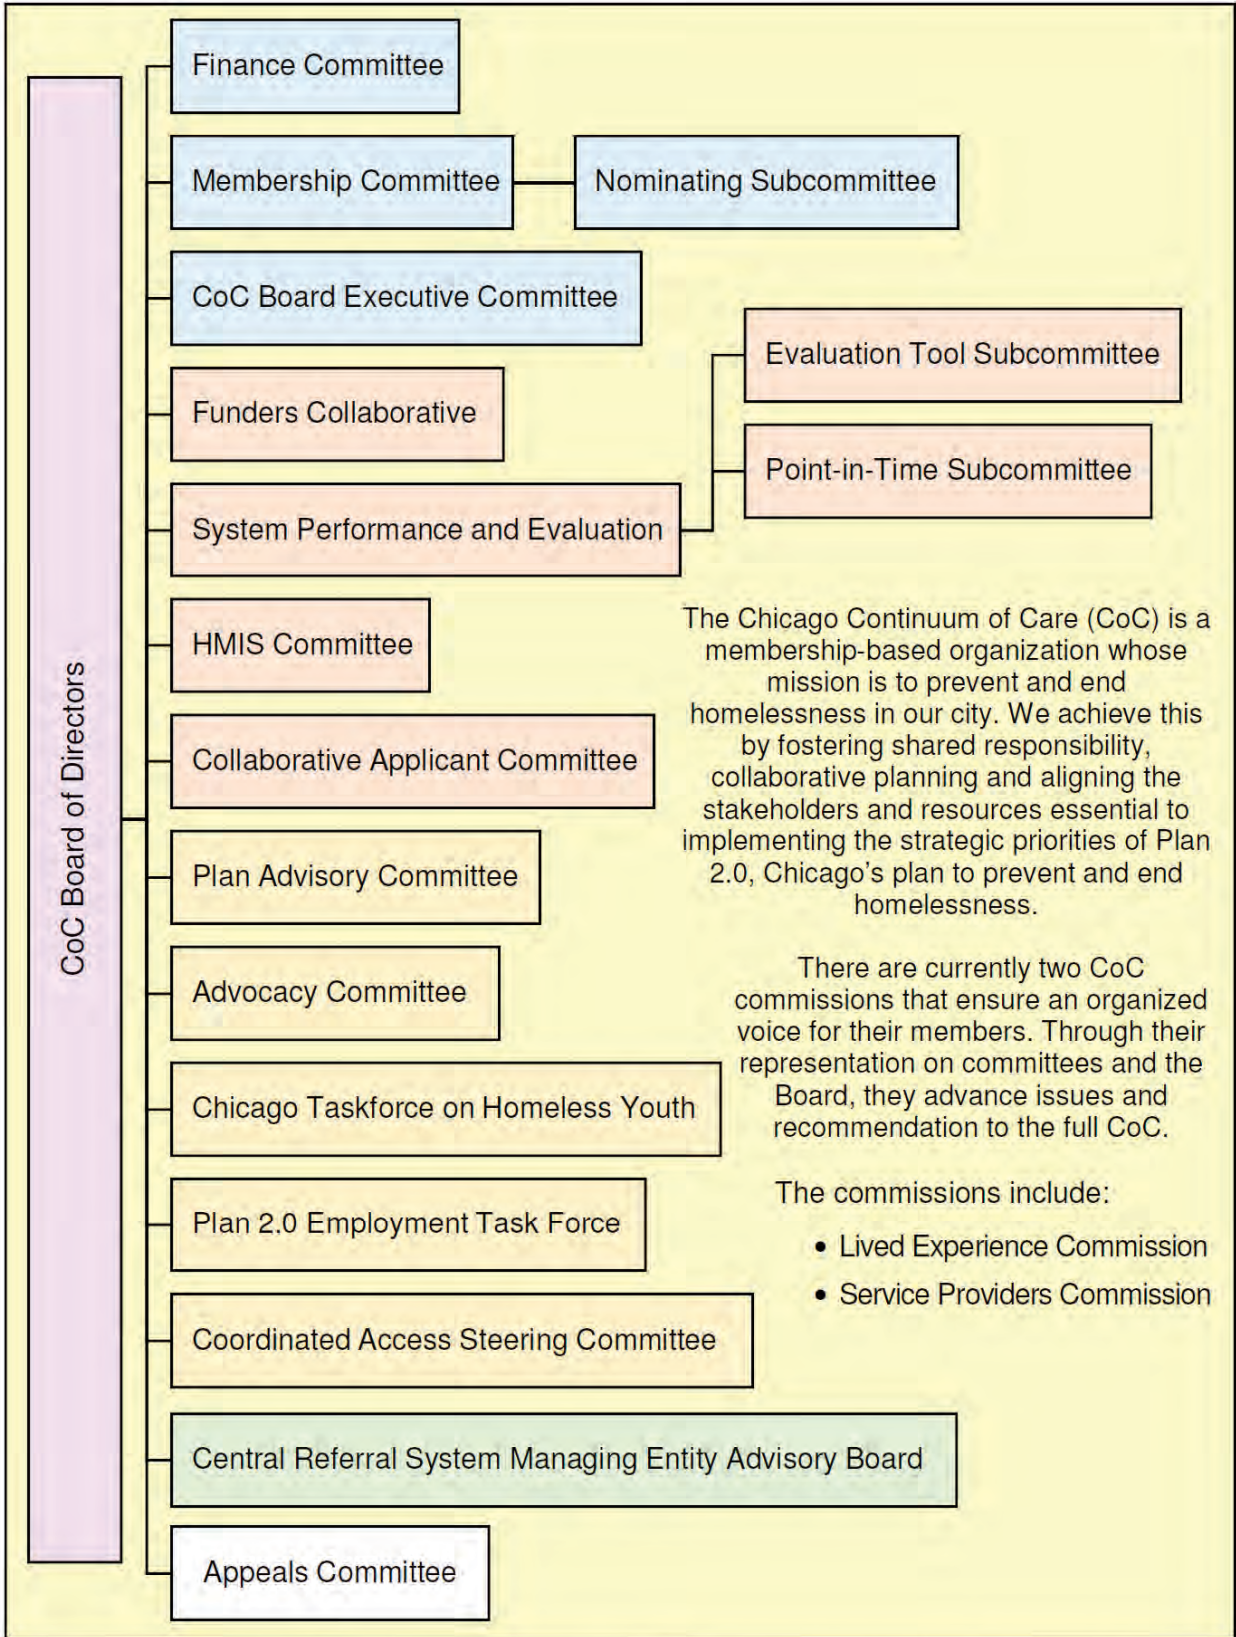 CoC Board of Directors
Finance Committee
Membership Committee
Nominating Subcommittee
CoC Board Executive Committee
Evaluation Tool Subcommittee
Funders Collaborative
Point-in-Time Subcommittee
System Performance and Evaluation
HMIS Committee
Collaborative Applicant Committee
Plan Advisory Committee
Advocacy Committee
Chicago Taskforce on Homeless Youth
Plan 2.0 Employment Task Force
Coordinated Access Steering Committee
Central Referral System Managing Entity Advisory Board
Appeals Committee
The Chicago Continuum of Care (CoC) is a
membership-based organization whose
mission is to prevent and end
homelessness in our city. We achieve this
by fostering shared responsibility,
collaborative planning and aligning the
stakeholders and resources essential to
implementing the strategic priorities of Plan
2.0, Chicago’s plan to prevent and end
homelessness.
There are currently two CoC
commissions that ensure an organized
voice for their members. Through their
representation on committees and the
Board, they advance issues and
recommendation to the full CoC.
The commissions include:
• Lived Experience Commission
• Service Providers Commission